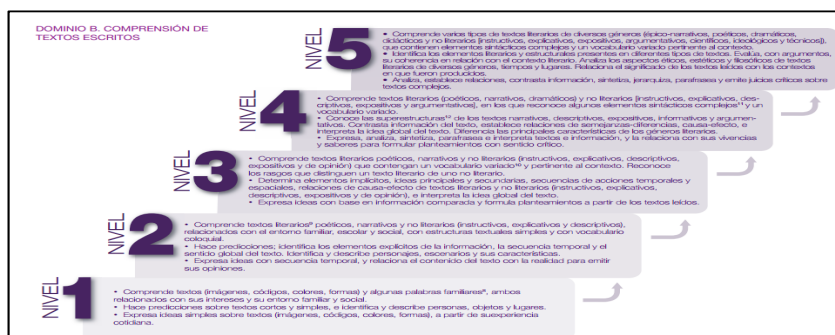 DOMINIO B. COMPRENSIÓN DE
TEXTOS ESCRITOS
NIVEL 5
• Comprende varios tipos de textos literarios de diversos géneros (épico-narrativos, poéticos, dramáticos,
didácticos y no literarios [instructivos, explicativos, expositivos, argumentativos, científicos, ideológicos y técnicos]),
que contienen elementos sintácticos complejos y un vocabulario variado pertinente al contexto.
• Identifica los elementos literarios y estructurales presentes en diferentes tipos de textos. Evalúa, con argumentos,
su coherencia en relación con el contexto literario. Analiza los aspectos éticos, estéticos y filosóficos de textos
literarios de diversos géneros, tiempos y lugares. Relaciona el significado de los textos leídos con los contextos
en que fueron producidos.
• Analiza, establece relaciones, contrasta información, sintetiza, jerarquiza, parafrasea y emite juicios críticos sobre
textos complejos.
NIVEL 4
• Comprende textos literarios (poéticos, narrativos, dramáticos) y no literarios [instructivos, explicativos, des-
criptivos, expositivos y argumentativos], en los que reconoce algunos elementos sintácticos complejos¹¹ y un
vocabulario variado.
• Conoce las superestructuras¹² de los textos narrativos, descriptivos, expositivos, informativos y argumen-
tativos. Contrasta información del texto, establece relaciones de semejanzas-diferencias, causa-efecto, e
interpreta la idea global del texto. Diferencia las principales características de los géneros literarios.
• Expresa, analiza, sintetiza, parafrasea e interpreta textos e información, y la relaciona con sus vivencias
y saberes para formular planteamientos con sentido crítico.
NIVEL 3
• Comprende textos literarios poéticos, narrativos y no literarios (instructivos, explicativos, descriptivos,
expositivos y de opinión) que contengan un vocabulario variado¹⁰ y pertinente al contexto. Reconoce
los rasgos que distinguen un texto literario de uno no literario.
• Determina elementos implícitos, ideas principales y secundarias, secuencias de acciones temporales y
espaciales, relaciones de causa-efecto de textos literarios y no literarios (instructivos, explicativos,
descriptivos, expositivos y de opinión), e interpreta la idea global del texto.
• Expresa ideas con base en información comparada y formula planteamientos a partir de los textos leídos.
NIVEL 2
• Comprende textos literarios⁹ poéticos, narrativos y no literarios (instructivos, explicativos y descriptivos),
relacionados con el entorno familiar, escolar y social, con estructuras textuales simples y con vocabulario
coloquial.
• Hace predicciones; identifica los elementos explícitos de la información, la secuencia temporal y el
sentido global del texto. Identifica y describe personajes, escenarios y sus características.
• Expresa ideas con secuencia temporal, y relaciona el contenido del texto con la realidad para emitir
sus opiniones.
NIVEL 1
• Comprende textos (imágenes, códigos, colores, formas) y algunas palabras familiares⁸, ambos
relacionados con sus intereses y su entorno familiar y social.
• Hace predicciones sobre textos cortos y simples, e identifica y describe personas, objetos y lugares.
• Expresa ideas simples sobre textos (imágenes, códigos, colores, formas), a partir de suexperiencia
cotidiana.